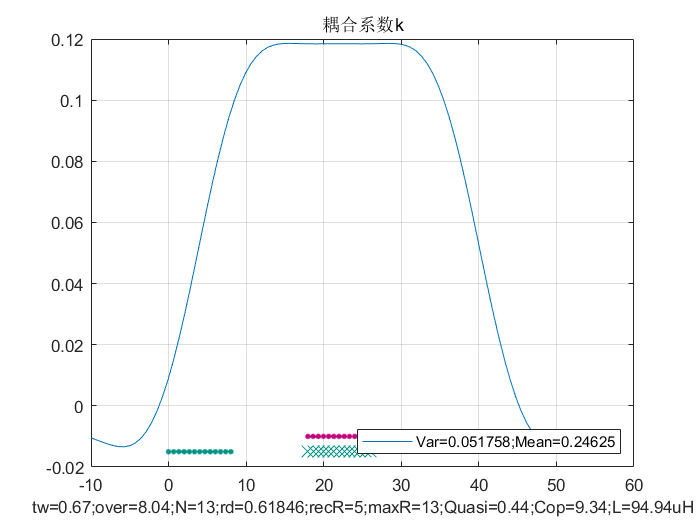 耦合系数k
0.12
0.1
0.08
0.06
0.04
0.02
0
-0.02
Var=0.051758;Mean=0.24625
-10 0 10 20 30 40 50 60
tw=0.67;over=8.04;N=13;rd=0.61846;recR=5;maxR=13;Quasi=0.44;Cop=9.34;L=94.94uH